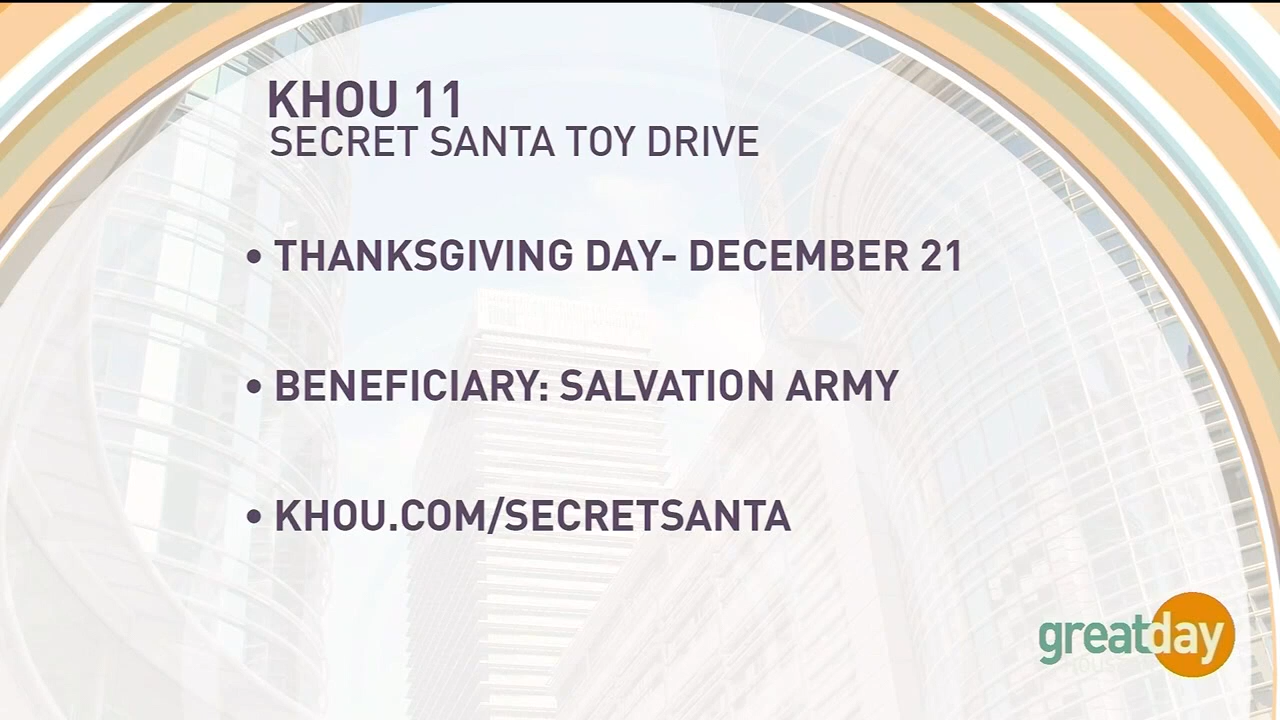 KHOU 11
SECRET SANTA TOY DRIVE
• THANKSGIVING DAY- DECEMBER 21
• BENEFICIARY: SALVATION ARMY
• KHOU.COM/SECRETSANTA
greatday